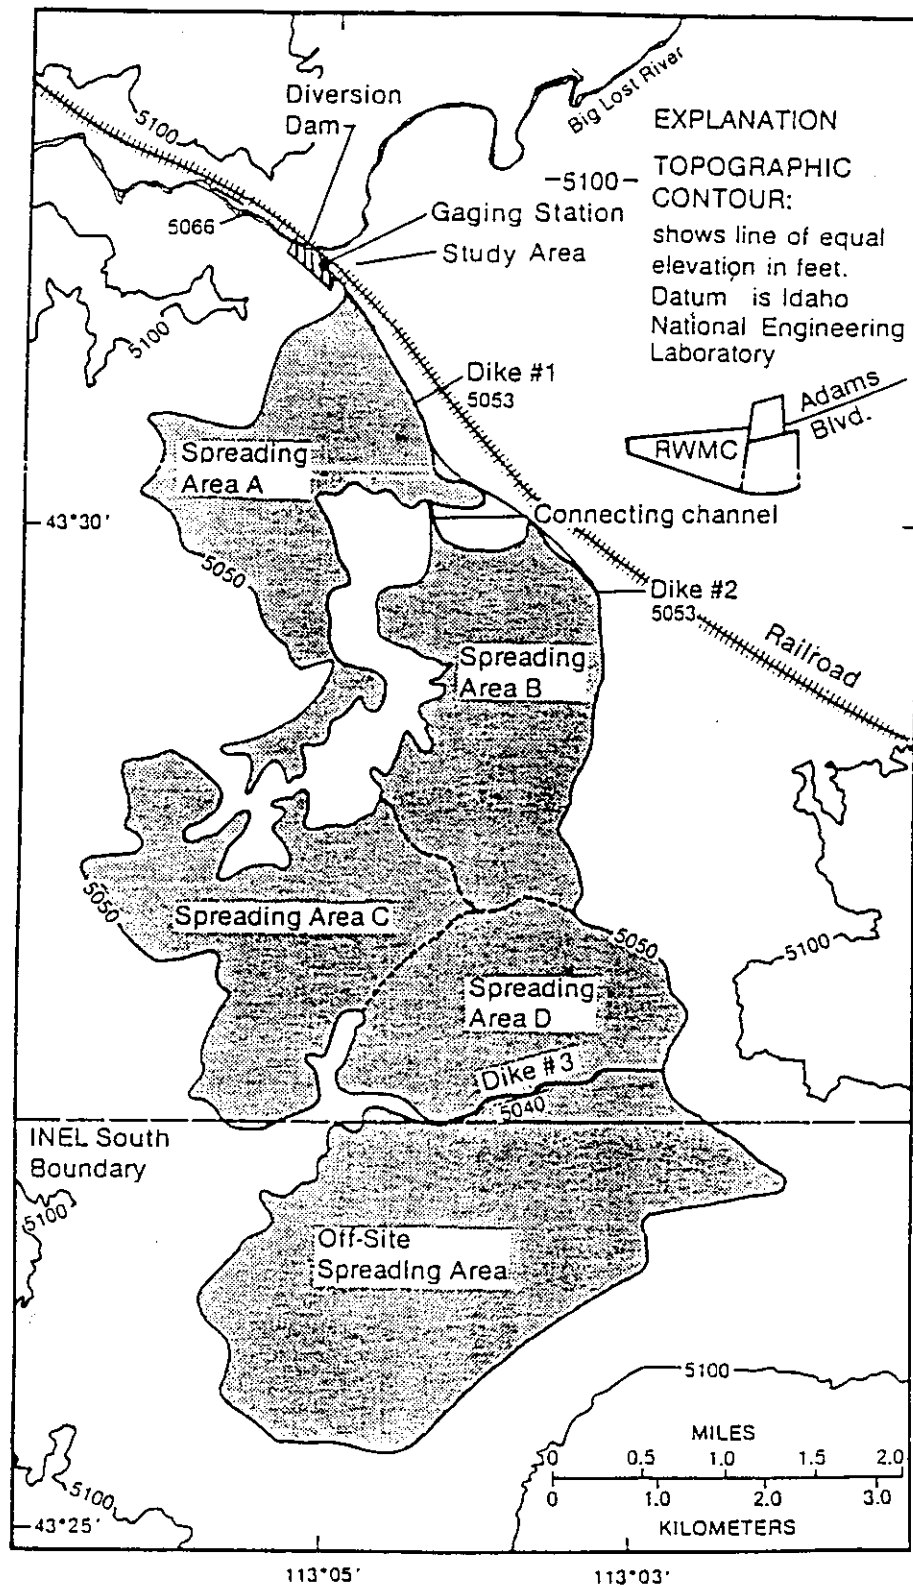 Diversion
Dam
Big Lost River
5100
EXPLANATION
—5100—
TOPOGRAPHIC
CONTOUR:
shows line of equal
elevation in feet.
Datum is Idaho
National Engineering
Laboratory
Gaging Station
Study Area
5066
5100
Dike #1
5053
Adams
Blvd.
RWMC
Spreading
Area A
43°30'
Connecting channel
5050
Dike #2
5053
Railroad
Spreading
Area B
5050
Spreading Area C
5050
5100
Spreading
Area D
Dike #3
5040
INEL South
Boundary
5100
Off-Site
Spreading Area
5100
MILES
0 0.5 1.0 1.5 2.0
0 1.0 2.0 3.0
KILOMETERS
5100
43°25'
113°05' 113°03'